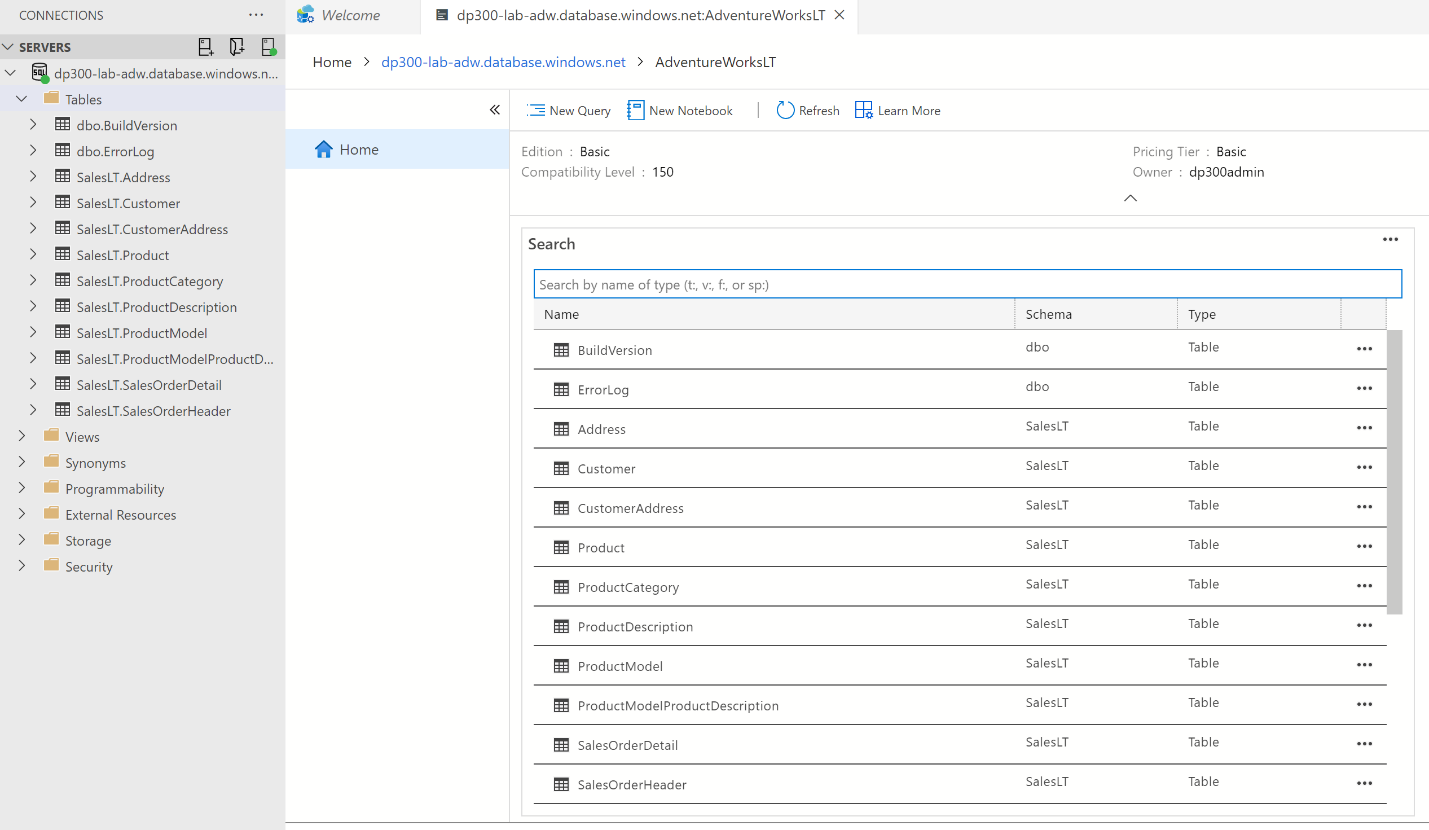 CONNECTIONS
SERVERS
dp300-lab-adw.database.windows.n...
Tables
dbo.BuildVersion
dbo.ErrorLog
SalesLT.Address
SalesLT.Customer
SalesLT.CustomerAddress
SalesLT.Product
SalesLT.ProductCategory
SalesLT.ProductDescription
SalesLT.ProductModel
SalesLT.ProductModelProductD...
SalesLT.SalesOrderDetail
SalesLT.SalesOrderHeader
Views
Synonyms
Programmability
External Resources
Storage
Security
Welcome dp300-lab-adw.database.windows.net:AdventureWorksLT
Home > dp300-lab-adw.database.windows.net > AdventureWorksLT
Home
New Query New Notebook | Refresh Learn More
Edition : Basic Pricing Tier : Basic
Compatibility Level : 150 Owner : dp300admin
Search
Search by name of type (t:, v:, f:, or sp:)
Name Schema Type
BuildVersion dbo Table
ErrorLog dbo Table
Address SalesLT Table
Customer SalesLT Table
CustomerAddress SalesLT Table
Product SalesLT Table
ProductCategory SalesLT Table
ProductDescription SalesLT Table
ProductModel SalesLT Table
ProductModelProductDescription SalesLT Table
SalesOrderDetail SalesLT Table
SalesOrderHeader SalesLT Table